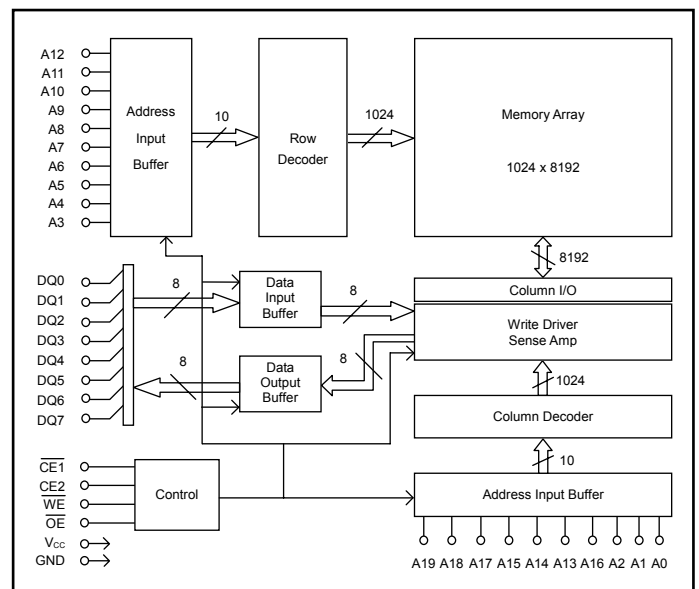 A12
A11
A10
A9
A8
A7
A6
A5
A4
A3
Address
Input
Buffer
10
Row
Decoder
1024
Memory Array
1024 x 8192
8192
DQ0
DQ1
DQ2
DQ3
DQ4
DQ5
DQ6
DQ7
8
Data
Input
Buffer
8
Column I/O
Write Driver
Sense Amp
8
Data
Output
Buffer
8
1024
Column Decoder
10
CE1
CE2
WE
OE
VCC
GND
Control
Address Input Buffer
A19 A18 A17 A15 A14 A13 A16 A2 A1 A0